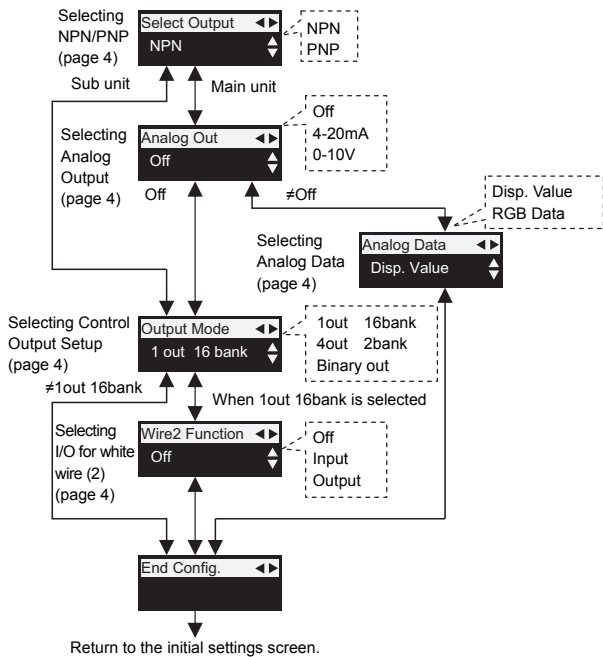 Selecting
NPN/PNP
(page 4)
Select Output
NPN
NPN
PNP
Sub unit
Main unit
Selecting
Analog
Output
(page 4)
Analog Out
Off
Off
4-20mA
0-10V
Off
≠Off
Disp. Value
RGB Data
Selecting
Analog Data
(page 4)
Analog Data
Disp. Value
Selecting Control
Output Setup
(page 4)
Output Mode
1 out 16 bank
1out 16bank
4out 2bank
Binary out
≠1out 16bank
When 1out 16bank is selected
Selecting
I/O for white
wire (2)
(page 4)
Wire2 Function
Off
Off
Input
Output
End Config.
Return to the initial settings screen.